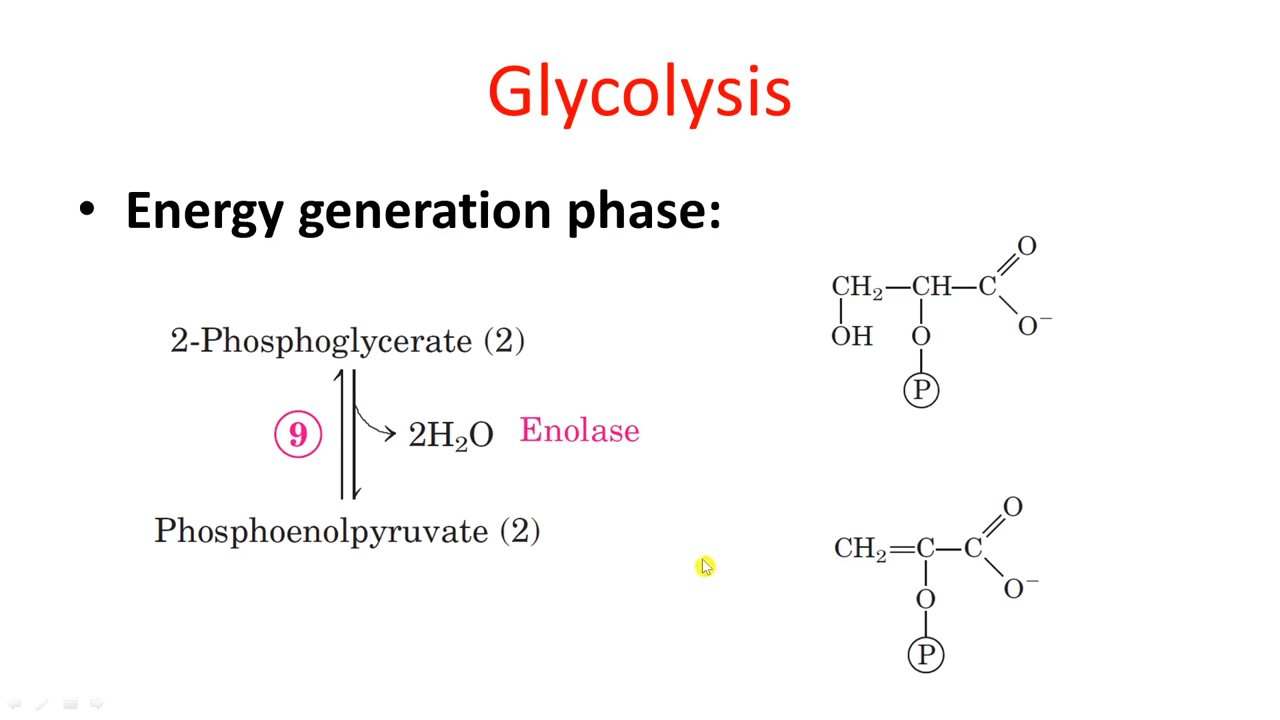 Glycolysis
• Energy generation phase:
2-Phosphoglycerate (2)
9
2H₂O
Enolase
Phosphoenolpyruvate (2)
O
CH₂—CH—C
O⁻
OH O
P
O
CH₂=C—C
O⁻
O
P